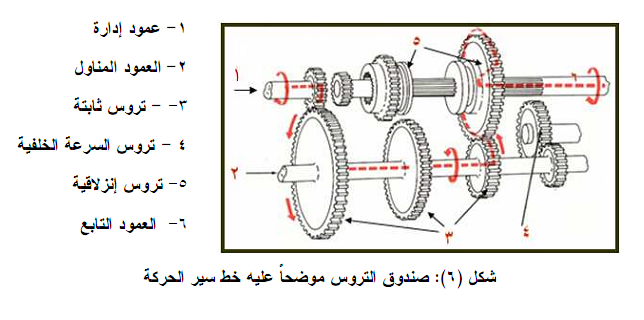 ١- عمود إدارة
٢- العمود المناول
٣- - تروس ثابتة
٤ - تروس السرعة الخلفية
٥- تروس إنزلاقية
٦- العمود التابع
٥
١
٦
٢
٣
٤
شكل (٦): صندوق التروس موضحاً عليه خط سير الحركة